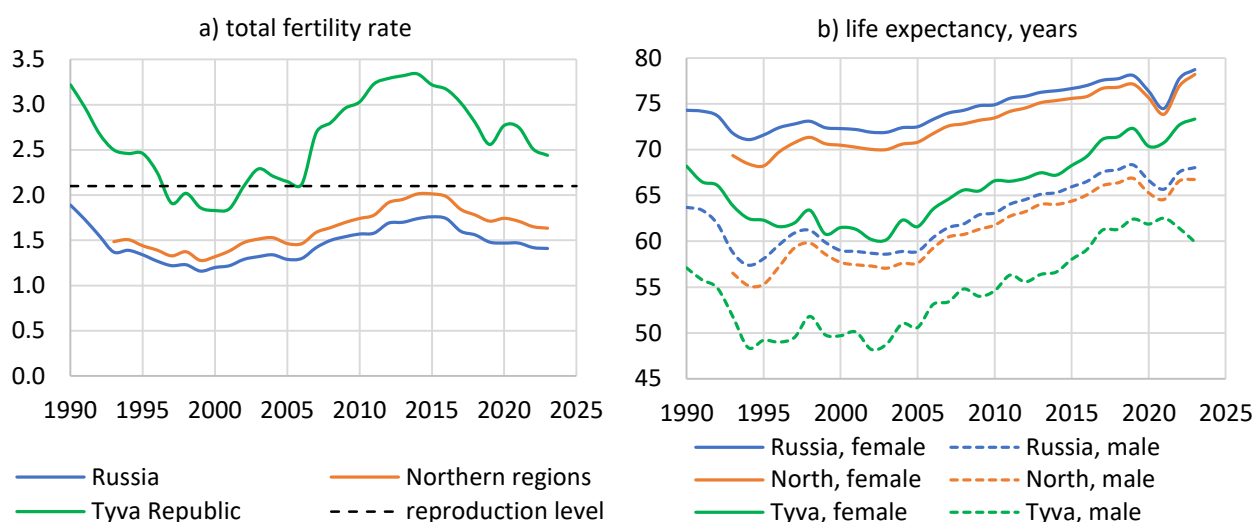 a) total fertility rate
3.5
3.0
2.5
2.0
1.5
1.0
0.5
0.0
1990 1995 2000 2005 2010 2015 2020 2025
Russia Northern regions
Tyva Republic reproduction level
b) life expectancy, years
80
75
70
65
60
55
50
45
1990 1995 2000 2005 2010 2015 2020 2025
Russia, female Russia, male
North, female North, male
Tyva, female Tyva, male